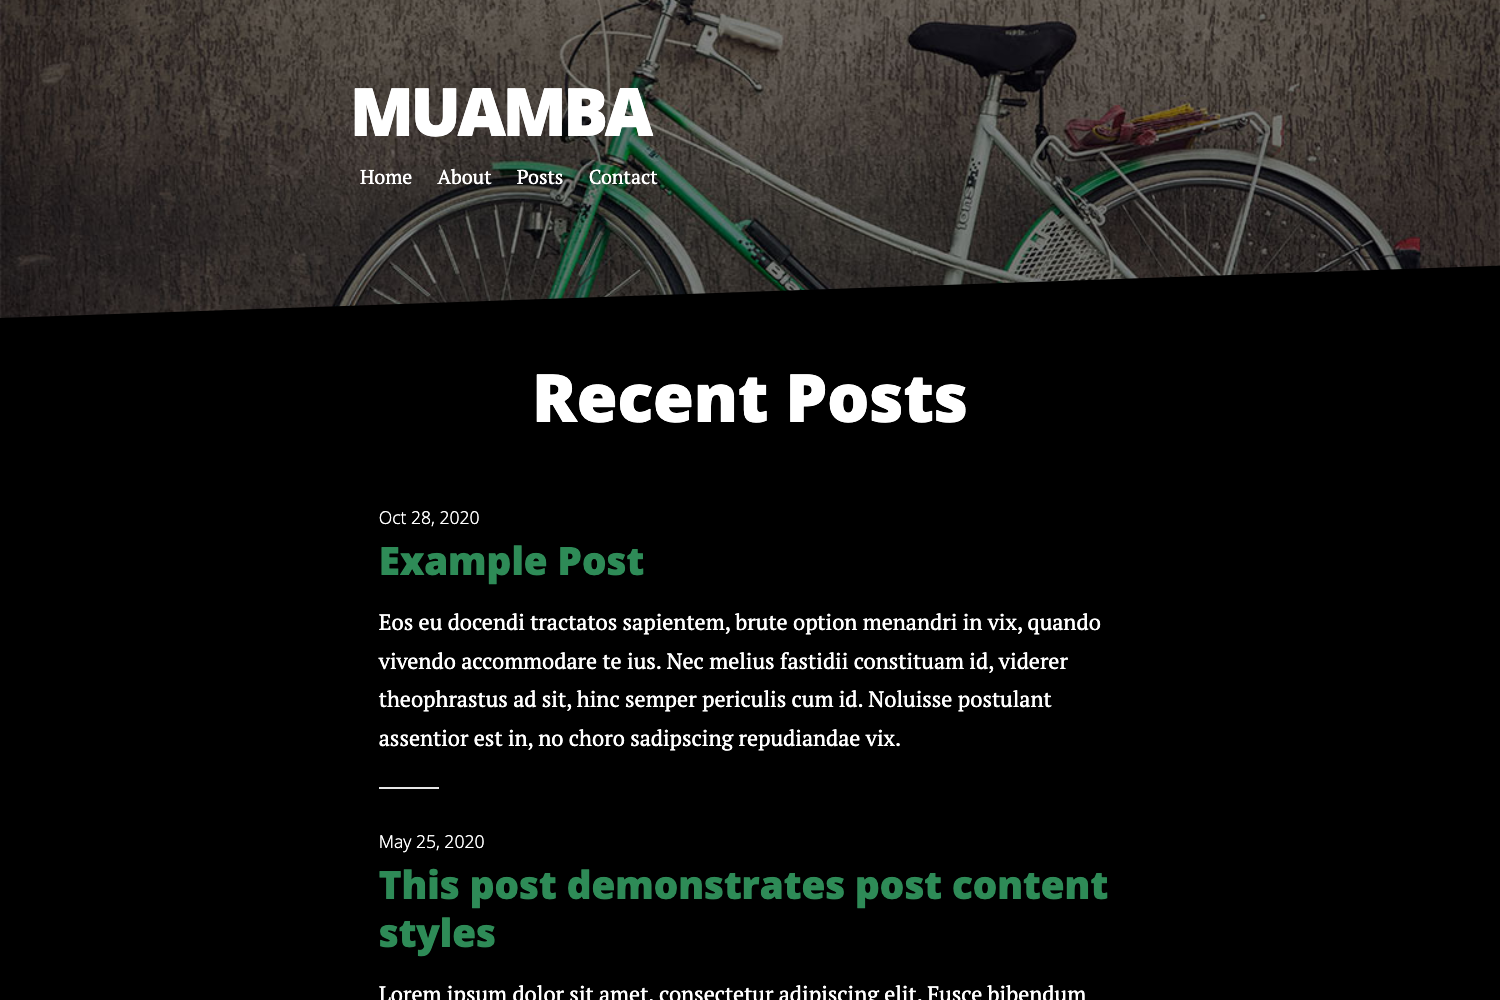 MUAMBA
Home About Posts Contact
Recent Posts
Oct 28, 2020
Example Post
Eos eu docendi tractatos sapientem, brute option menandri in vix, quando
vivendo accommodare te ius. Nec melius fastidii constituam id, viderer
theophrastus ad sit, hinc semper periculis cum id. Noluisse postulant
assentior est in, no choro sadipscing repudiandae vix.
May 25, 2020
This post demonstrates post content
styles
Lorem ipsum dolor sit amet, consectetur adipiscing elit. Fusce bibendum